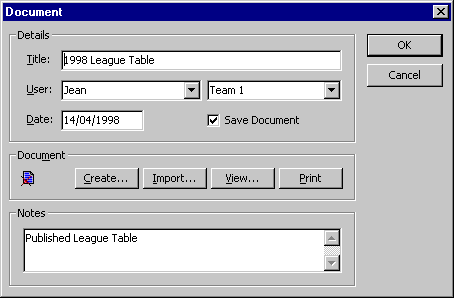 Document
Details
Title: 1998 League Table
OK
User: Jean Team 1
Cancel
Date: 14/04/1998 Save Document
Document
Create... Import... View... Print
Notes
Published League Table